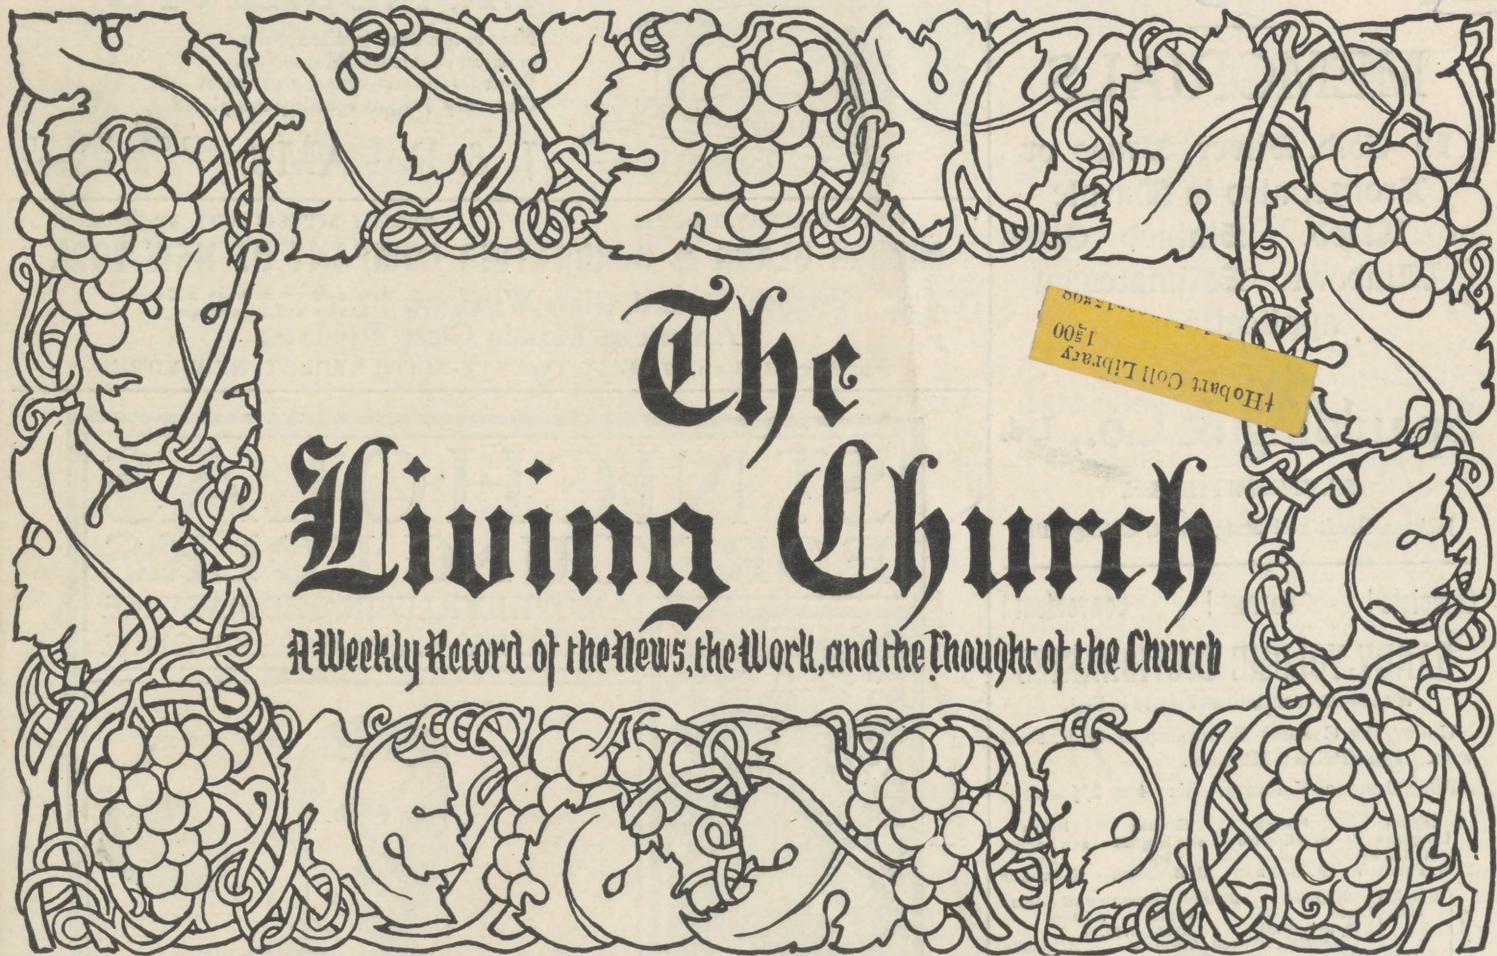 The
Living Church
A Weekly Record of the News, the Work, and the Thought of the Church
†Hobart Coll Library
1